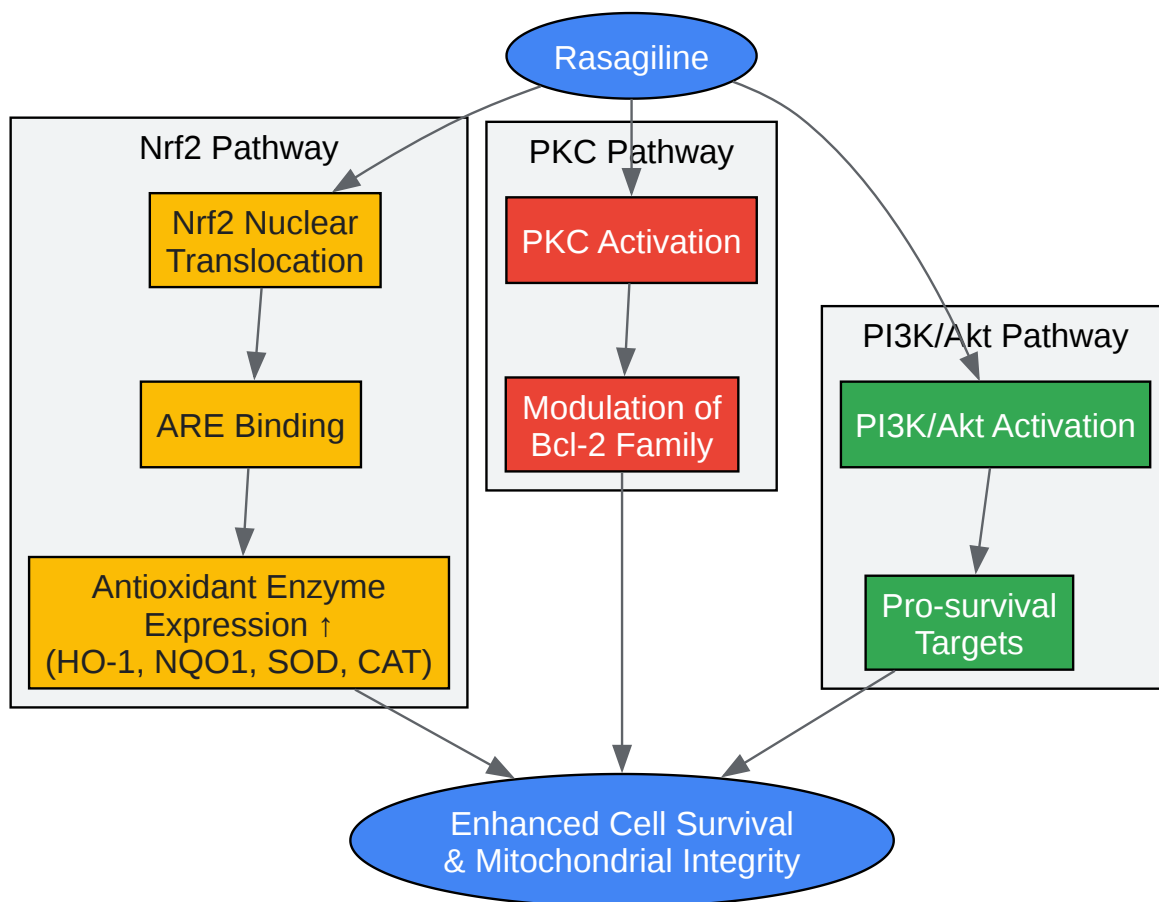 Rasagiline
Nrf2 Pathway
Nrf2 Nuclear
Translocation
ARE Binding
Antioxidant Enzyme
Expression ↑
(HO-1, NQO1, SOD, CAT)
PKC Pathway
PKC Activation
Modulation of
Bcl-2 Family
PI3K/Akt Pathway
PI3K/Akt Activation
Pro-survival
Targets
Enhanced Cell Survival
& Mitochondrial Integrity